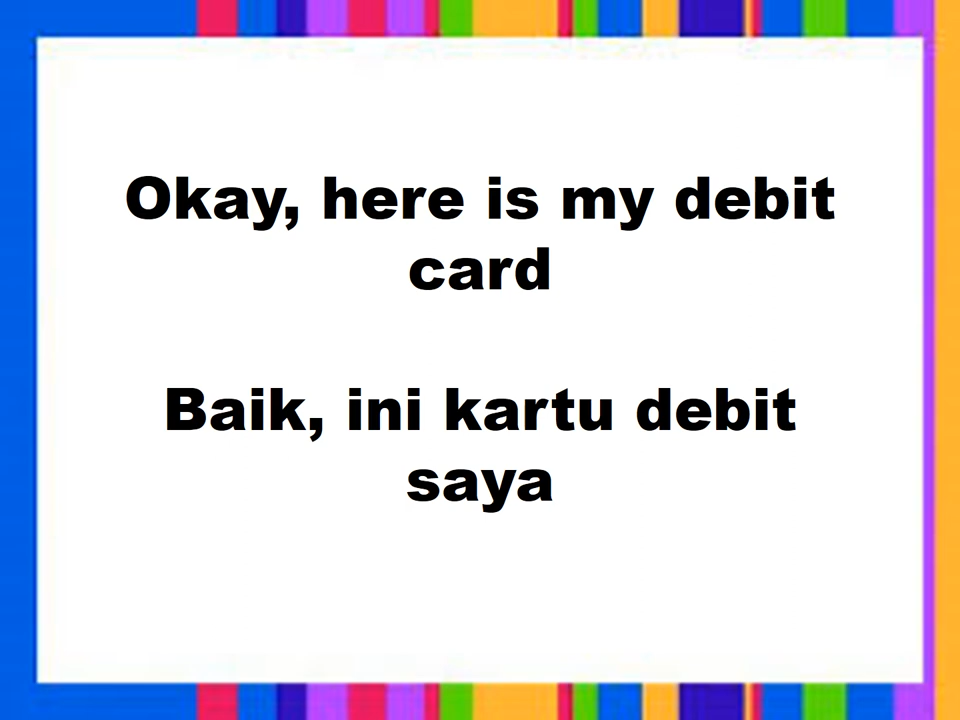 Okay, here is my debit
card
Baik, ini kartu debit
saya